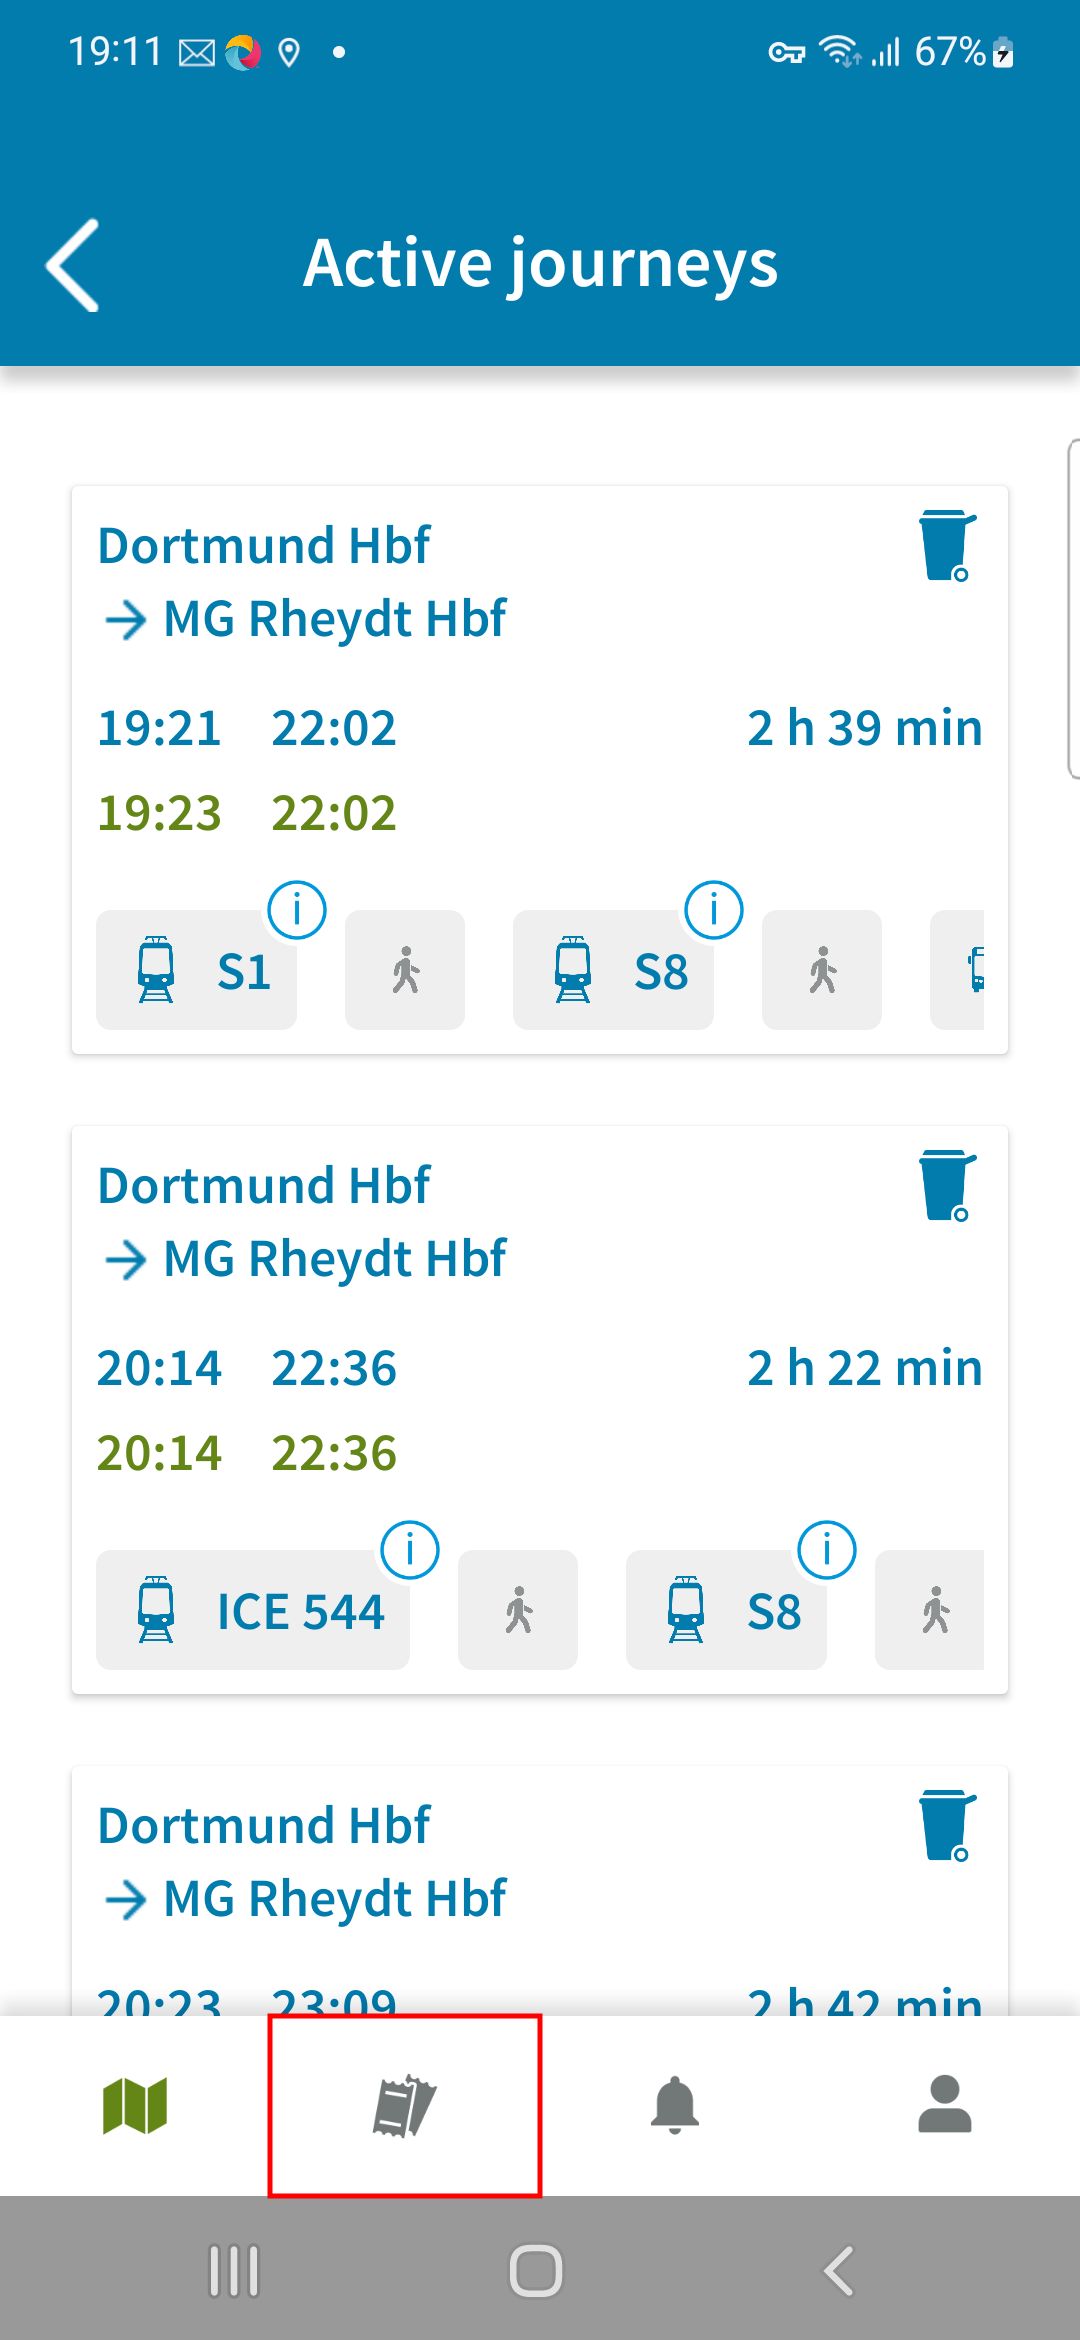 19:11 67%
Active journeys
Dortmund Hbf
→ MG Rheydt Hbf
19:21 22:02 2 h 39 min
19:23 22:02
S1 S8
Dortmund Hbf
→ MG Rheydt Hbf
20:14 22:36 2 h 22 min
20:14 22:36
ICE 544 S8
Dortmund Hbf
→ MG Rheydt Hbf
20:23 23:09 2 h 42 min